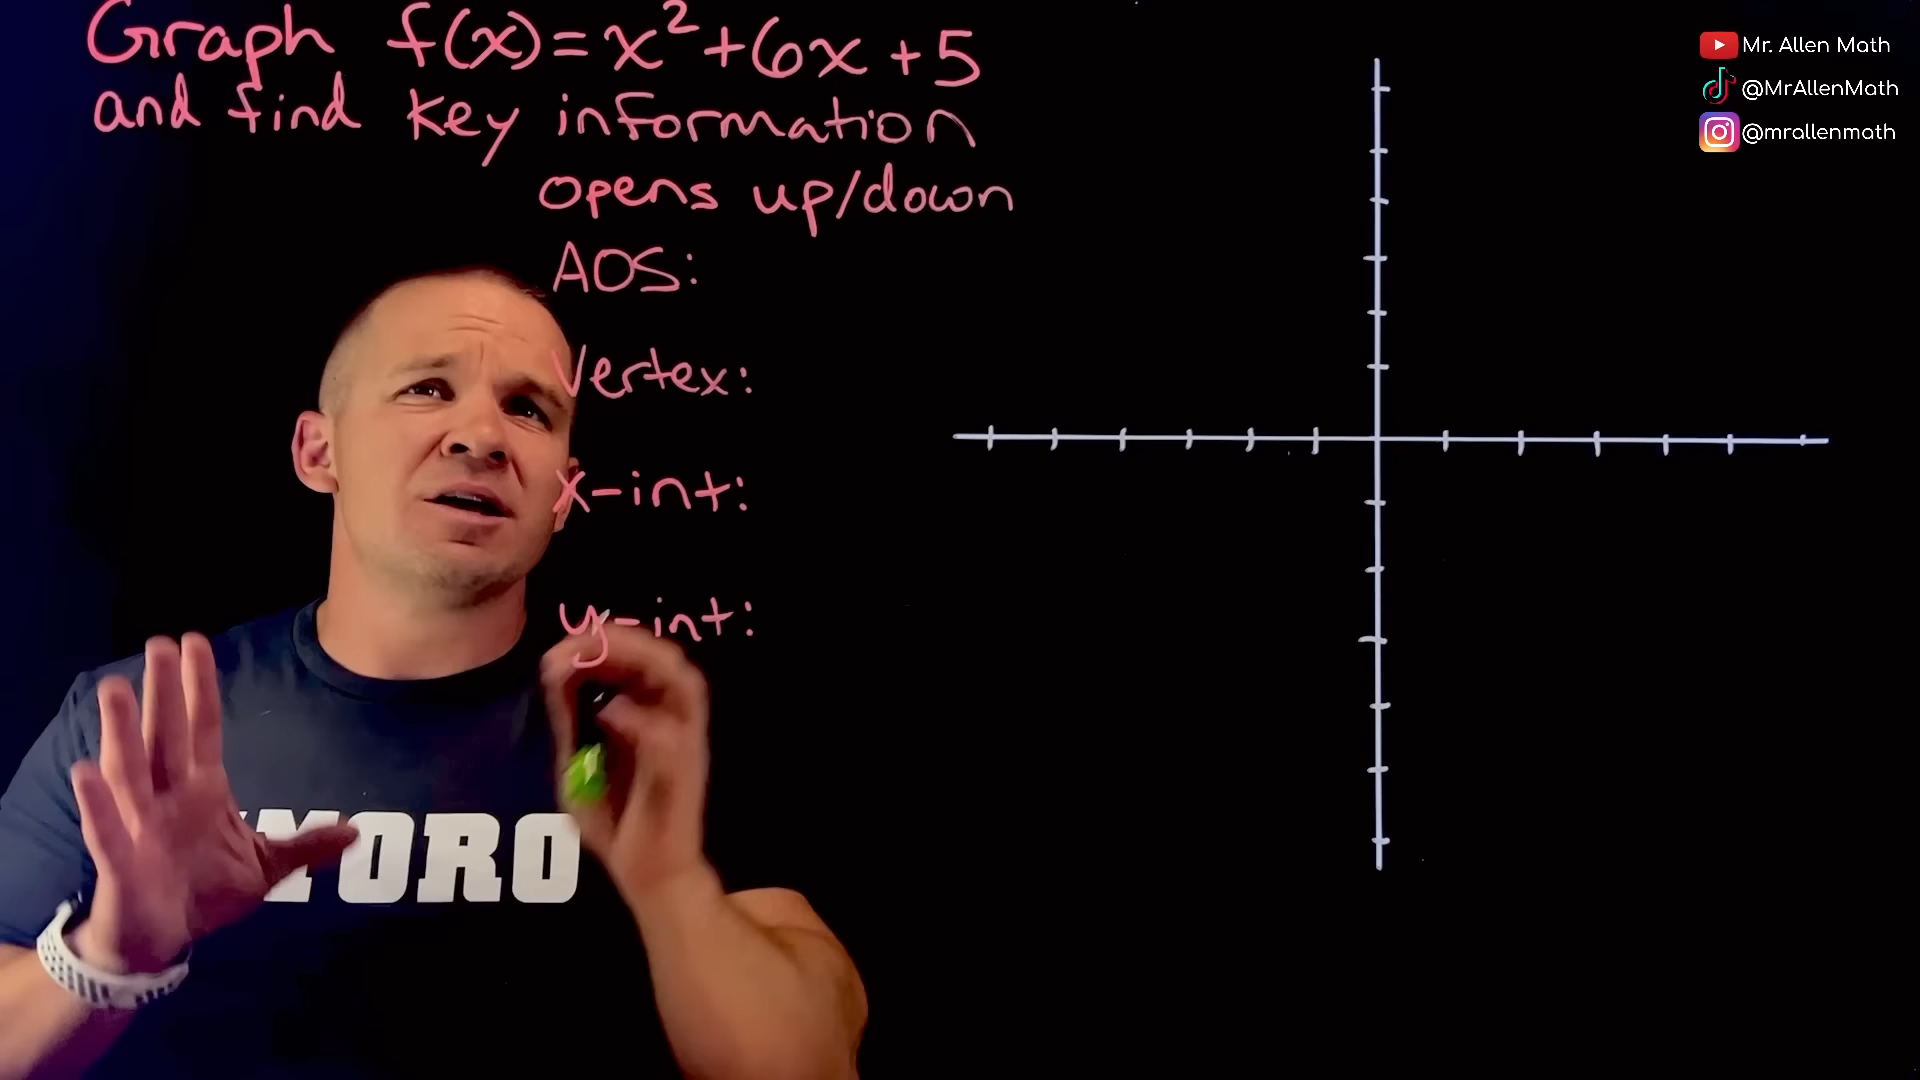 Graph f(x)=x²+6x+5
and find key information
opens up/down
AOS:
Vertex:
x-int:
y-int:
Mr. Allen Math
@MrAllenMath
@mrallenmath